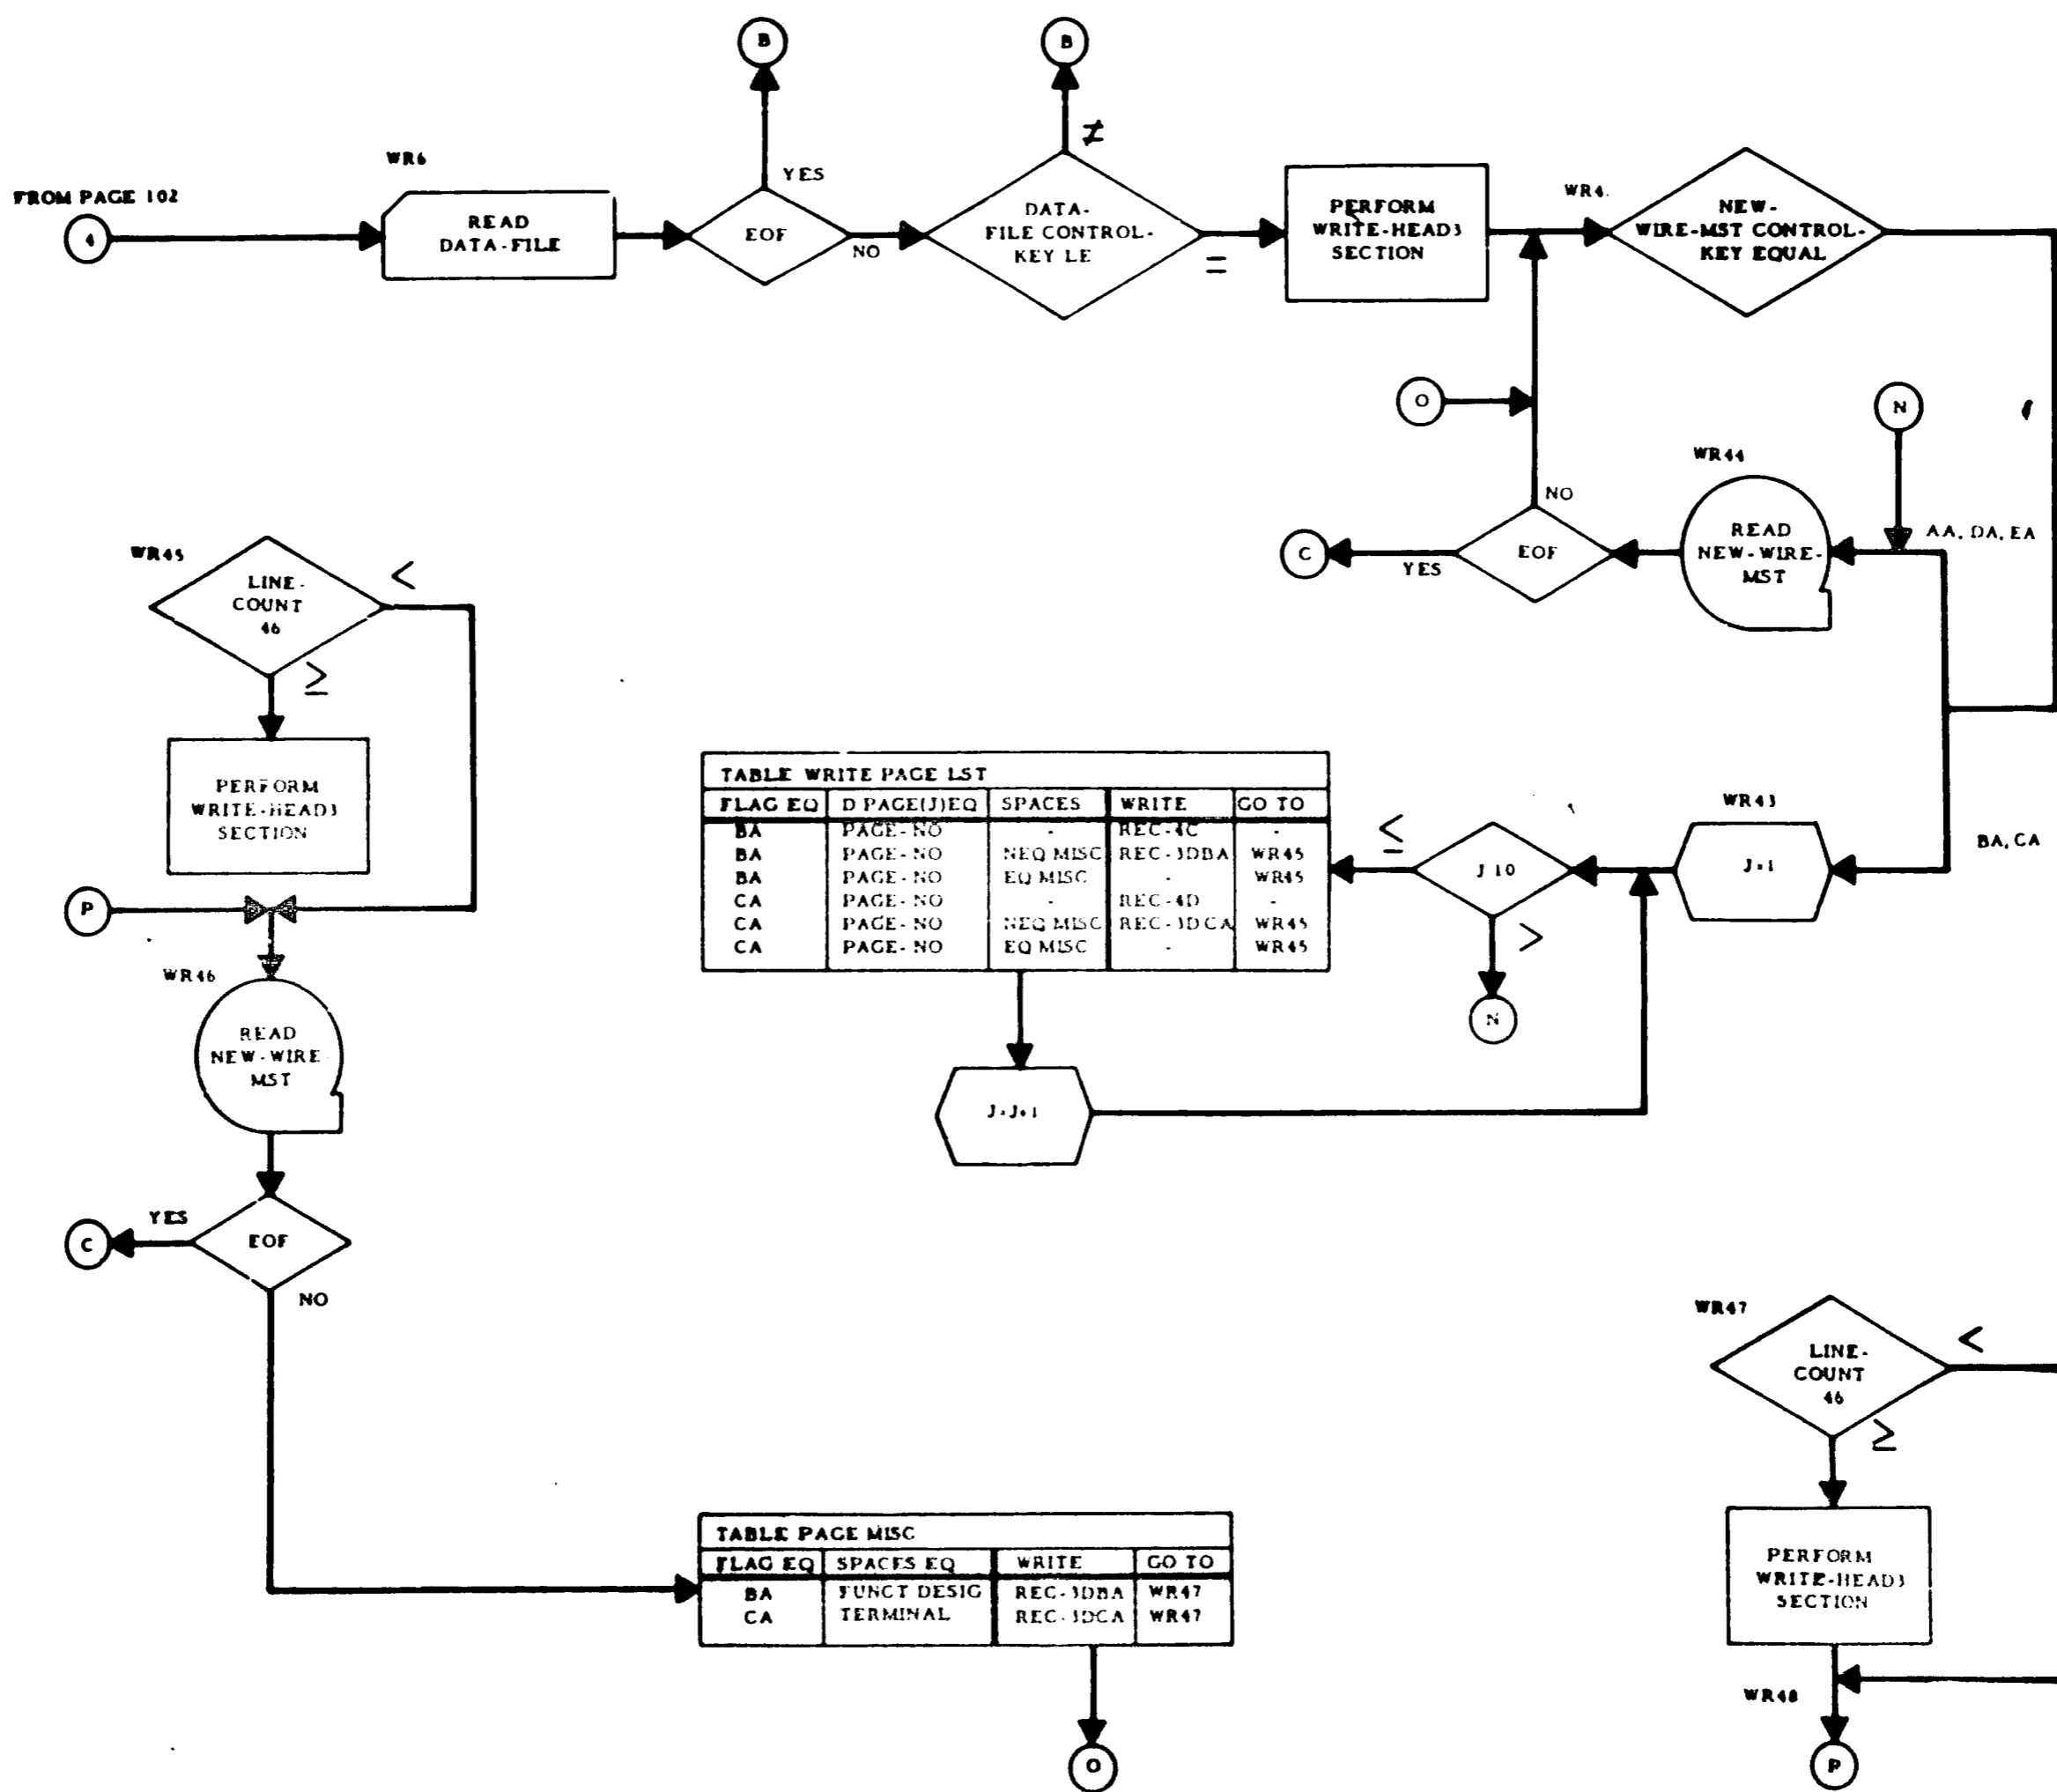 B
B
≠
WR6
YES
FROM PAGE 102
4
READ
DATA-FILE
EOF
NO
DATA-
FILE CONTROL-
KEY LE
=
PERFORM
WRITE-HEAD3
SECTION
WR4
NEW-
WIRE-MST CONTROL-
KEY EQUAL
O
N
WR44
NO
AA, DA, EA
C
YES
EOF
READ
NEW-WIRE-
MST
WR45
LINE-
COUNT
46
<
≥
PERFORM
WRITE-HEAD3
SECTION
P
WR46
READ
NEW-WIRE
MST
YES
C
EOF
NO
TABLE WRITE PAGE LST
FLAG EQ D PAGE(J)EQ SPACES WRITE GO TO
BA PAGE-NO - REC-4C -
BA PAGE-NO NEQ MISC REC-3DBA WR45
BA PAGE-NO EQ MISC - WR45
CA PAGE-NO - REC-4D -
CA PAGE-NO NEQ MISC REC-3DCA WR45
CA PAGE-NO EQ MISC - WR45
≤
J 10
>
N
WR43
J=1
BA, CA
J=J+1
TABLE PAGE MISC
FLAG EQ SPACES EQ WRITE GO TO
BA FUNCT DESIG REC-3DBA WR47
CA TERMINAL REC-3DCA WR47
O
WR47
LINE-
COUNT
46
<
≥
PERFORM
WRITE-HEAD3
SECTION
WR48
P